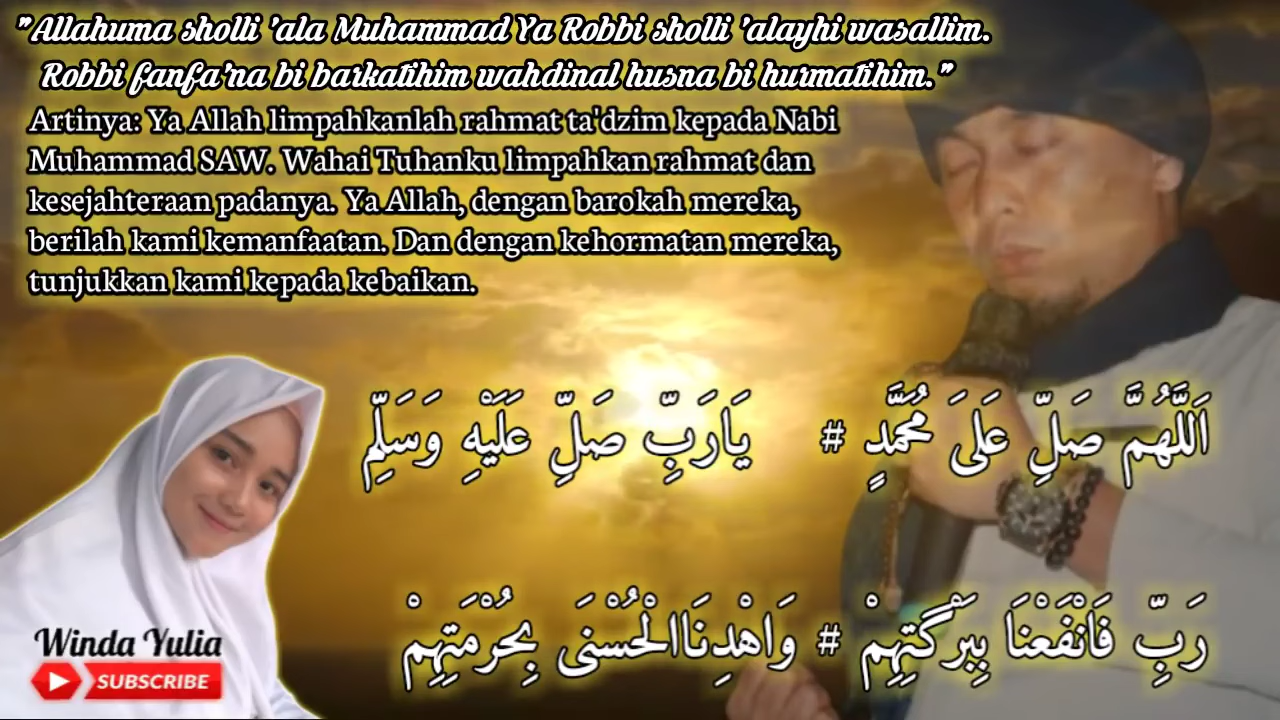 "Allahuma sholli 'ala Muhammad Ya Robbi sholli 'alayhi wasallim.
Robbi fanfa'na bi barkatihim wahdinal husna bi hurmatihim."
Artinya: Ya Allah limpahkanlah rahmat ta'dzim kepada Nabi
Muhammad SAW. Wahai Tuhanku limpahkan rahmat dan
kesejahteraan padanya. Ya Allah, dengan barokah mereka,
berilah kami kemanfaatan. Dan dengan kehormatan mereka,
tunjukkan kami kepada kebaikan.
اَللَّهُمَّ صَلِّ عَلَى مُحَمَّدٍ # يَارَبِّ صَلِّ عَلَيْهِ وَسَلِّمْ
رَبِّ فَانْفَعْنَا بِبَرْكَتِهِمْ # وَاهْدِنَاالْحُسْنَى بِحُرْمَتِهِمْ
Winda Yulia
SUBSCRIBE